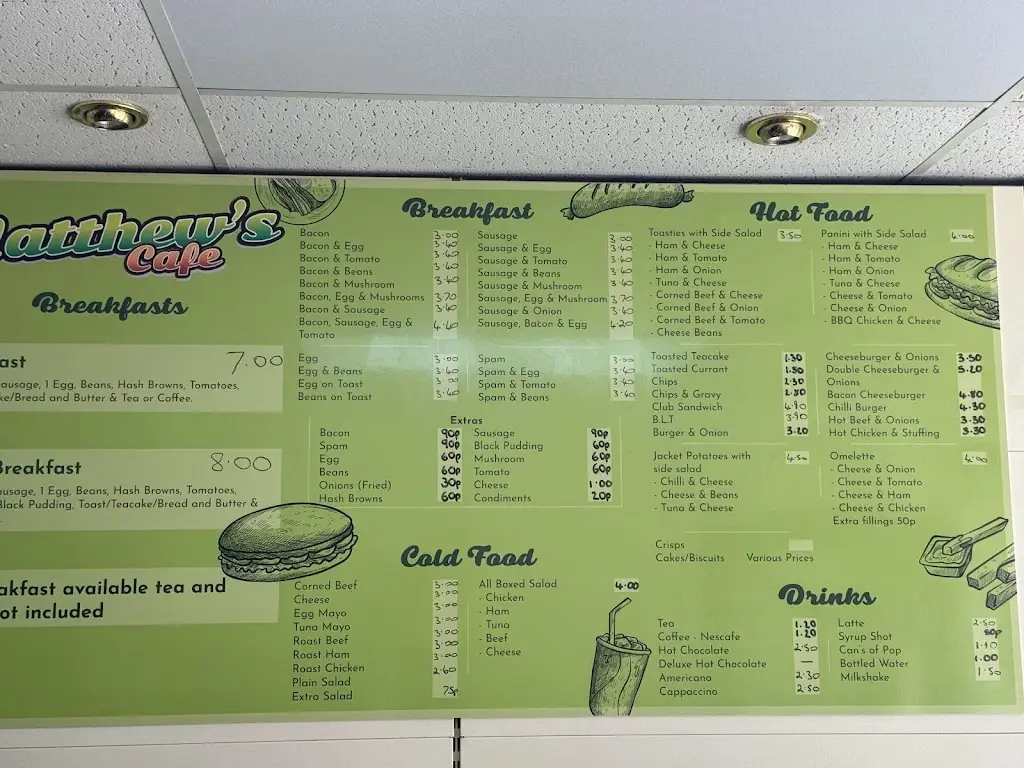 Matthew's
Cafe
Breakfasts
7.00
sausage, 1 Egg, Beans, Hash Browns, Tomatoes,
Bread and Butter & Tea or Coffee.
Breakfast 8.00
sausage, 1 Egg, Beans, Hash Browns, Tomatoes,
Black Pudding, Toast/Teacake/Bread and Butter &
available tea and
included
Breakfast
Bacon 3.00
Bacon & Egg 3.40
Bacon & Tomato 3.40
Bacon & Beans 3.40
Bacon & Mushroom 3.40
Bacon, Egg & Mushrooms 3.70
Bacon & Sausage 3.40
Bacon, Sausage, Egg & 4.40
Tomato
Sausage 3.00
Sausage & Egg 3.40
Sausage & Tomato 3.40
Sausage & Beans 3.40
Sausage & Mushroom 3.40
Sausage, Egg & Mushroom 3.70
Sausage & Onion 3.40
Sausage, Bacon & Egg 4.20
Egg 3.00
Egg & Beans 3.40
Egg on Toast 3.00
Beans on Toast 3.40
Spam 3.00
Spam & Egg 3.40
Spam & Tomato 3.40
Spam & Beans 3.40
Extras
Bacon 90p
Spam 90p
Egg 60p
Beans 60p
Onions (Fried) 30p
Hash Browns 60p
Sausage 90p
Black Pudding 60p
Mushroom 60p
Tomato 60p
Cheese 1.00
Condiments 20p
Cold Food
Corned Beef 3.00
Cheese 3.00
Egg Mayo 3.00
Tuna Mayo 3.00
Roast Beef 3.00
Roast Ham 3.00
Roast Chicken 3.00
Plain Salad 2.60
Extra Salad 75p
All Boxed Salad 4.00
- Chicken
- Ham
- Tuna
- Beef
- Cheese
Hot Food
Toasties with Side Salad 3.50
- Ham & Cheese
- Ham & Tomato
- Ham & Onion
- Tuna & Cheese
- Corned Beef & Cheese
- Corned Beef & Onion
- Corned Beef & Tomato
- Cheese Beans
Panini with Side Salad 4.00
- Ham & Cheese
- Ham & Tomato
- Ham & Onion
- Tuna & Cheese
- Cheese & Tomato
- Cheese & Onion
- BBQ Chicken & Cheese
Toasted Teacake 1.30
Toasted Currant 1.50
Chips 2.30
Chips & Gravy 2.80
Club Sandwich 4.90
B.L.T 3.90
Burger & Onion 3.20
Cheeseburger & Onions 3.50
Double Cheeseburger & 5.20
Onions
Bacon Cheeseburger 4.80
Chilli Burger 4.30
Hot Beef & Onions 3.30
Hot Chicken & Stuffing 3.30
Jacket Potatoes with 4.50
side salad
- Chilli & Cheese
- Cheese & Beans
- Tuna & Cheese
Omelette 4.00
- Cheese & Onion
- Cheese & Tomato
- Cheese & Ham
- Cheese & Chicken
Extra fillings 50p
Crisps
Cakes/Biscuits Various Prices
Drinks
Tea 1.20
Coffee - Nescafe 1.20
Hot Chocolate 2.50
Deluxe Hot Chocolate —
Americana 2.30
Cappaccino 2.50
Latte 2.50
Syrup Shot 80p
Can's of Pop 1.10
Bottled Water 1.00
Milkshake 1.50